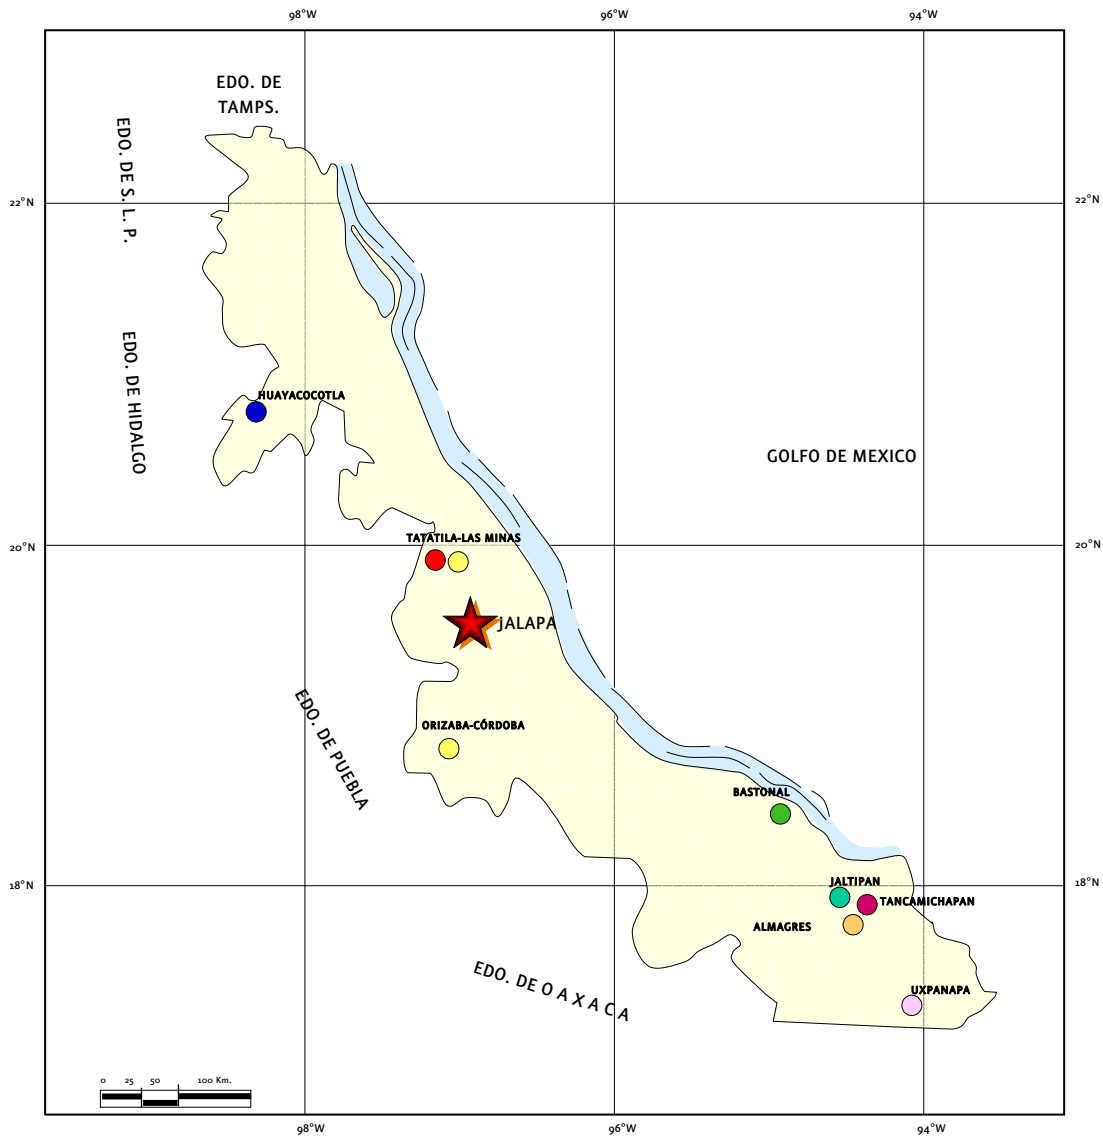 98°W
96°W
94°W
EDO. DE
TAMPS.
EDO. DE S. L. P.
22°N
22°N
EDO. DE HIDALGO
HUAYACOCOTLA
GOLFO DE MEXICO
TATATILA-LAS MINAS
20°N
20°N
JALAPA
EDO. DE PUEBLA
ORIZABA-CÓRDOBA
BASTONAL
18°N
18°N
JALTIPAN
TANCAMICHAPAN
ALMAGRES
EDO. DE O A X A C A
UXPANAPA
0 25 50 100 Km.
98°W
96°W
94°W